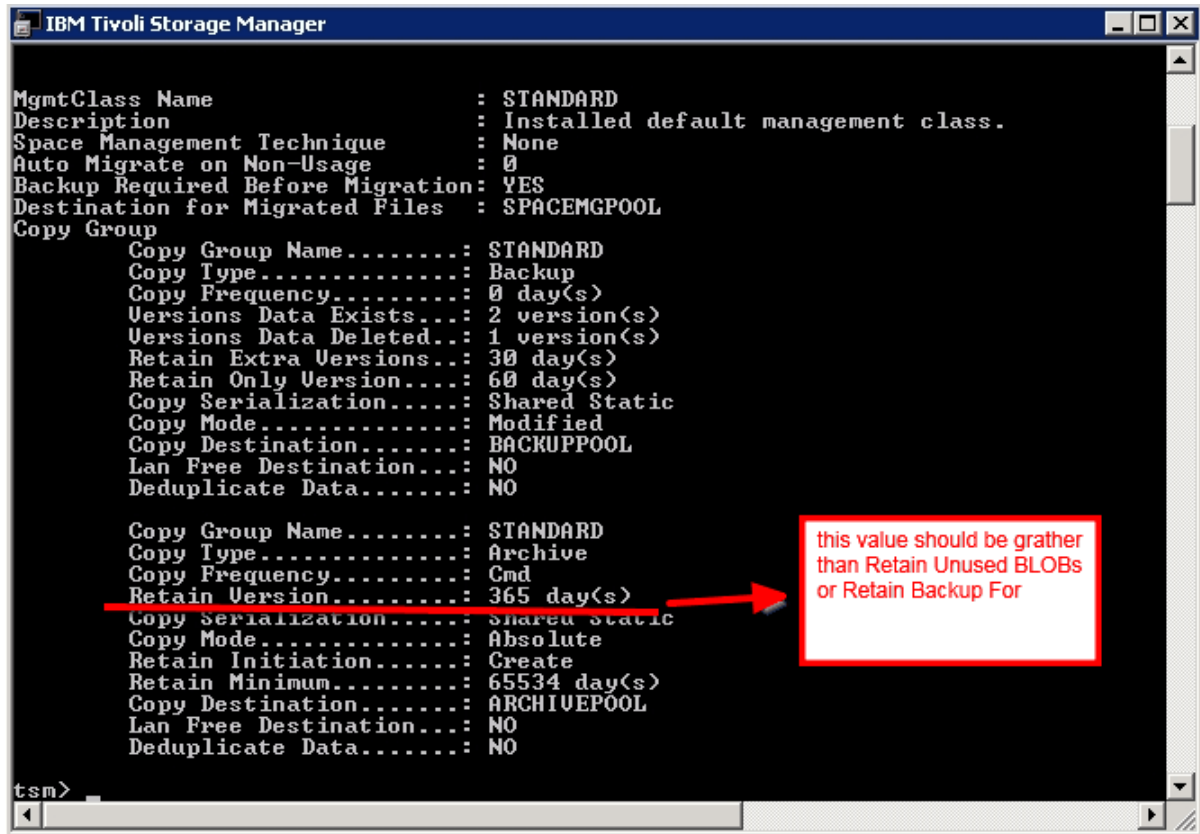 IBM Tivoli Storage Manager
MgmtClass Name : STANDARD
Description : Installed default management class.
Space Management Technique : None
Auto Migrate on Non-Usage : 0
Backup Required Before Migration: YES
Destination for Migrated Files : SPACEMGPOOL
Copy Group
Copy Group Name........: STANDARD
Copy Type..............: Backup
Copy Frequency.........: 0 day(s)
Versions Data Exists...: 2 version(s)
Versions Data Deleted..: 1 version(s)
Retain Extra Versions..: 30 day(s)
Retain Only Version....: 60 day(s)
Copy Serialization.....: Shared Static
Copy Mode..............: Modified
Copy Destination.......: BACKUPPOOL
Lan Free Destination...: NO
Deduplicate Data.......: NO
Copy Group Name........: STANDARD
Copy Type..............: Archive
Copy Frequency.........: Cmd
Retain Version.........: 365 day(s)
Copy Serialization.....: Shared Static
Copy Mode..............: Absolute
Retain Initiation......: Create
Retain Minimum.........: 65534 day(s)
Copy Destination.......: ARCHIVEPOOL
Lan Free Destination...: NO
Deduplicate Data.......: NO
this value should be grather
than Retain Unused BLOBs
or Retain Backup For
tsm> _